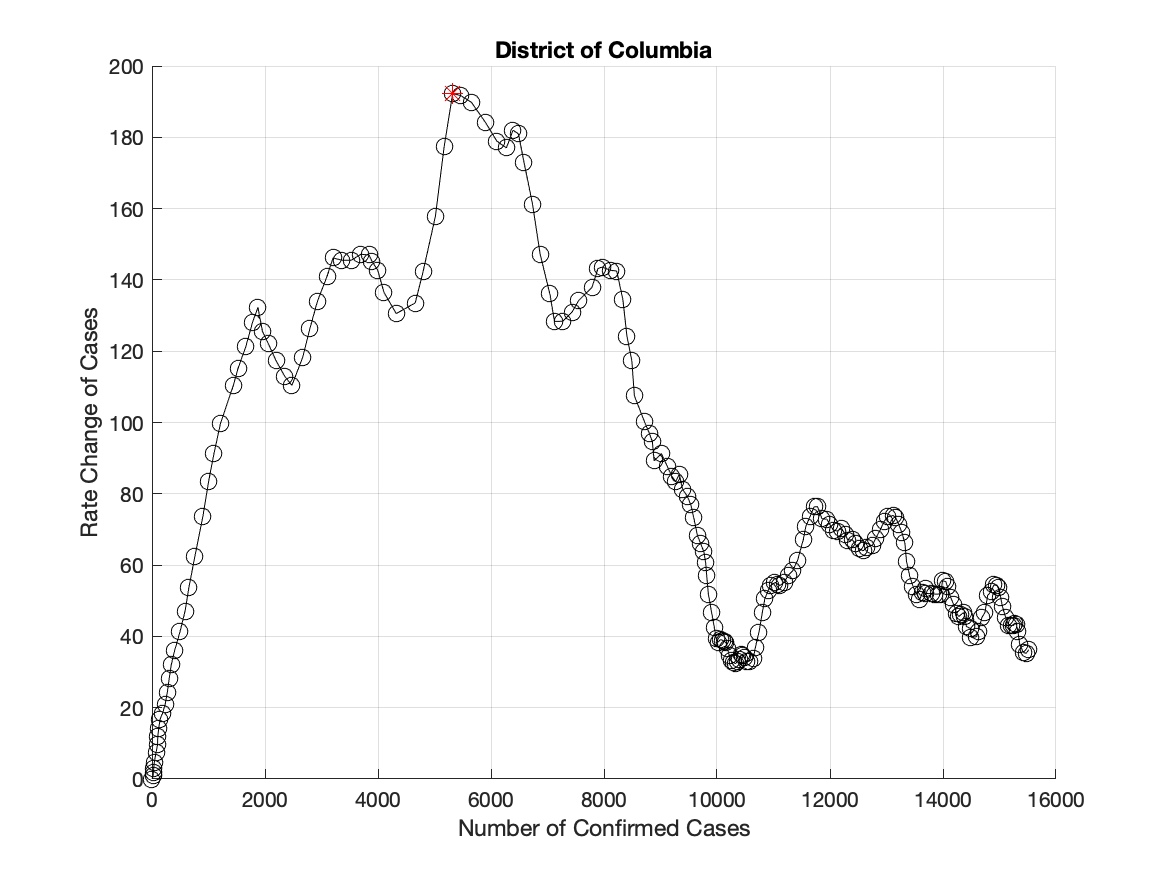 District of Columbia
200
180
160
140
120
100
80
60
40
20
0
Rate Change of Cases
0 2000 4000 6000 8000 10000 12000 14000 16000
Number of Confirmed Cases